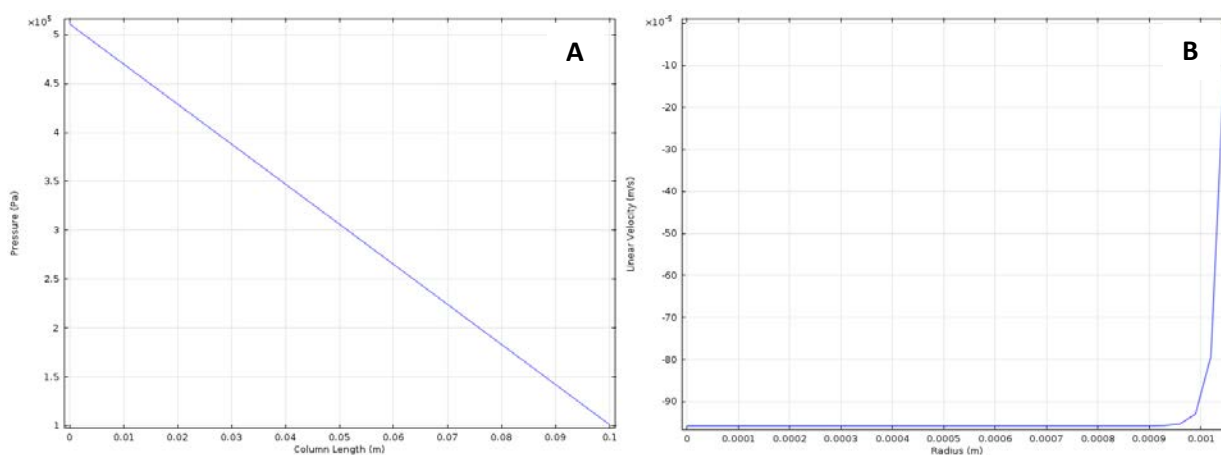 ×10⁵
A
5
4.5
4
3.5
3
2.5
2
1.5
1
Pressure (Pa)
0 0.01 0.02 0.03 0.04 0.05 0.06 0.07 0.08 0.09 0.1
Column Length (m)
×10⁻⁵
B
-10
-20
-30
-40
-50
-60
-70
-80
-90
Linear Velocity (m/s)
0 0.0001 0.0002 0.0003 0.0004 0.0005 0.0006 0.0007 0.0008 0.0009 0.001
Radius (m)